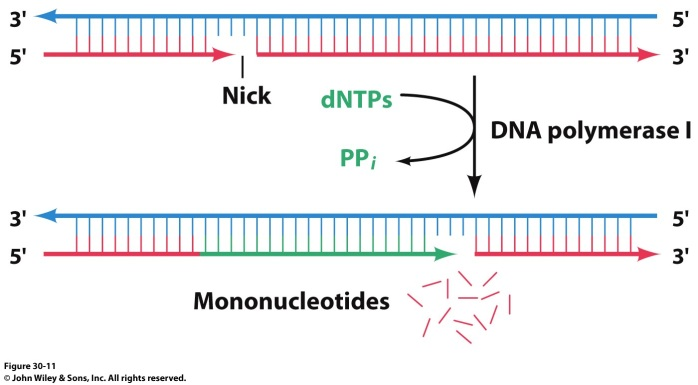 3' 5'
5' 3'
Nick
dNTPs
DNA polymerase I
PPi
3' 5'
5' 3'
Mononucleotides
Figure 30-11
© John Wiley & Sons, Inc. All rights reserved.